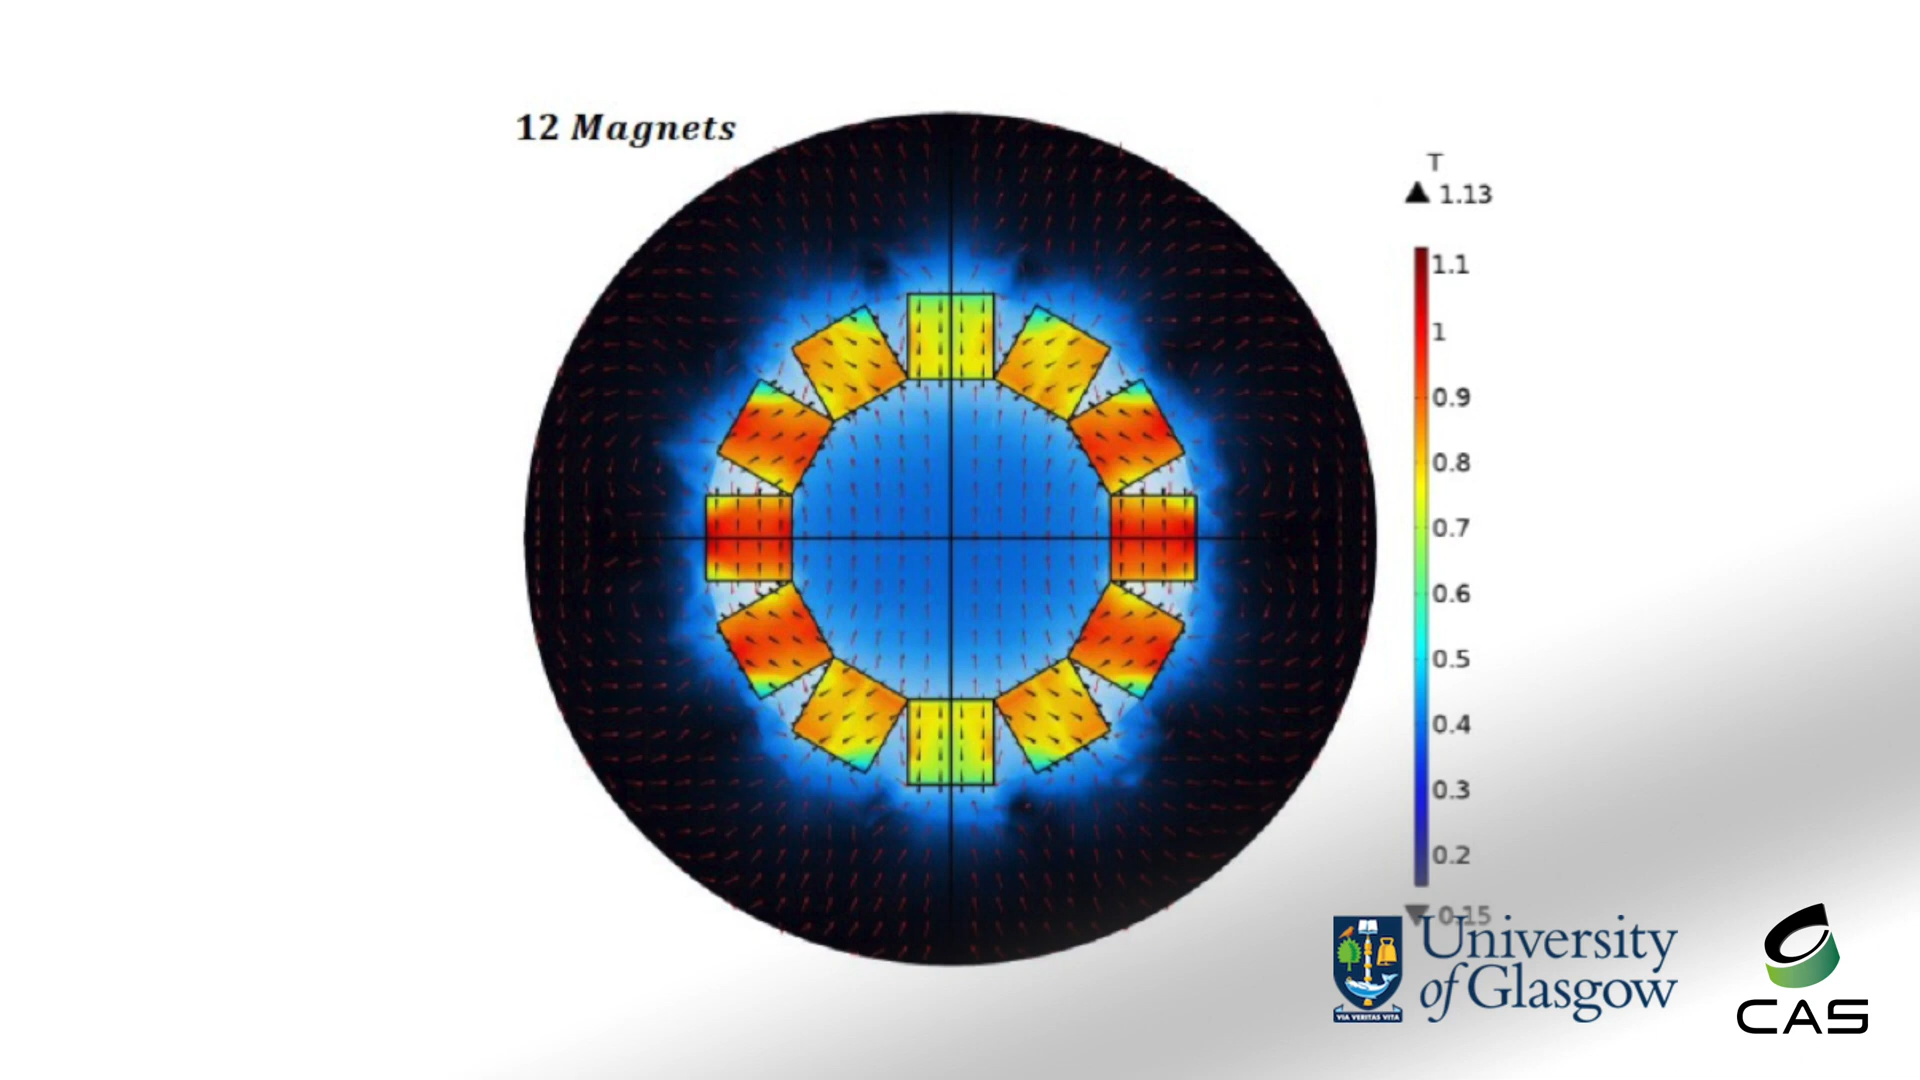 12 Magnets
T
▲ 1.13
1.1
1
0.9
0.8
0.7
0.6
0.5
0.4
0.3
0.2
▼ 0.15
University
of Glasgow
VIA VERITAS VITA
CAS